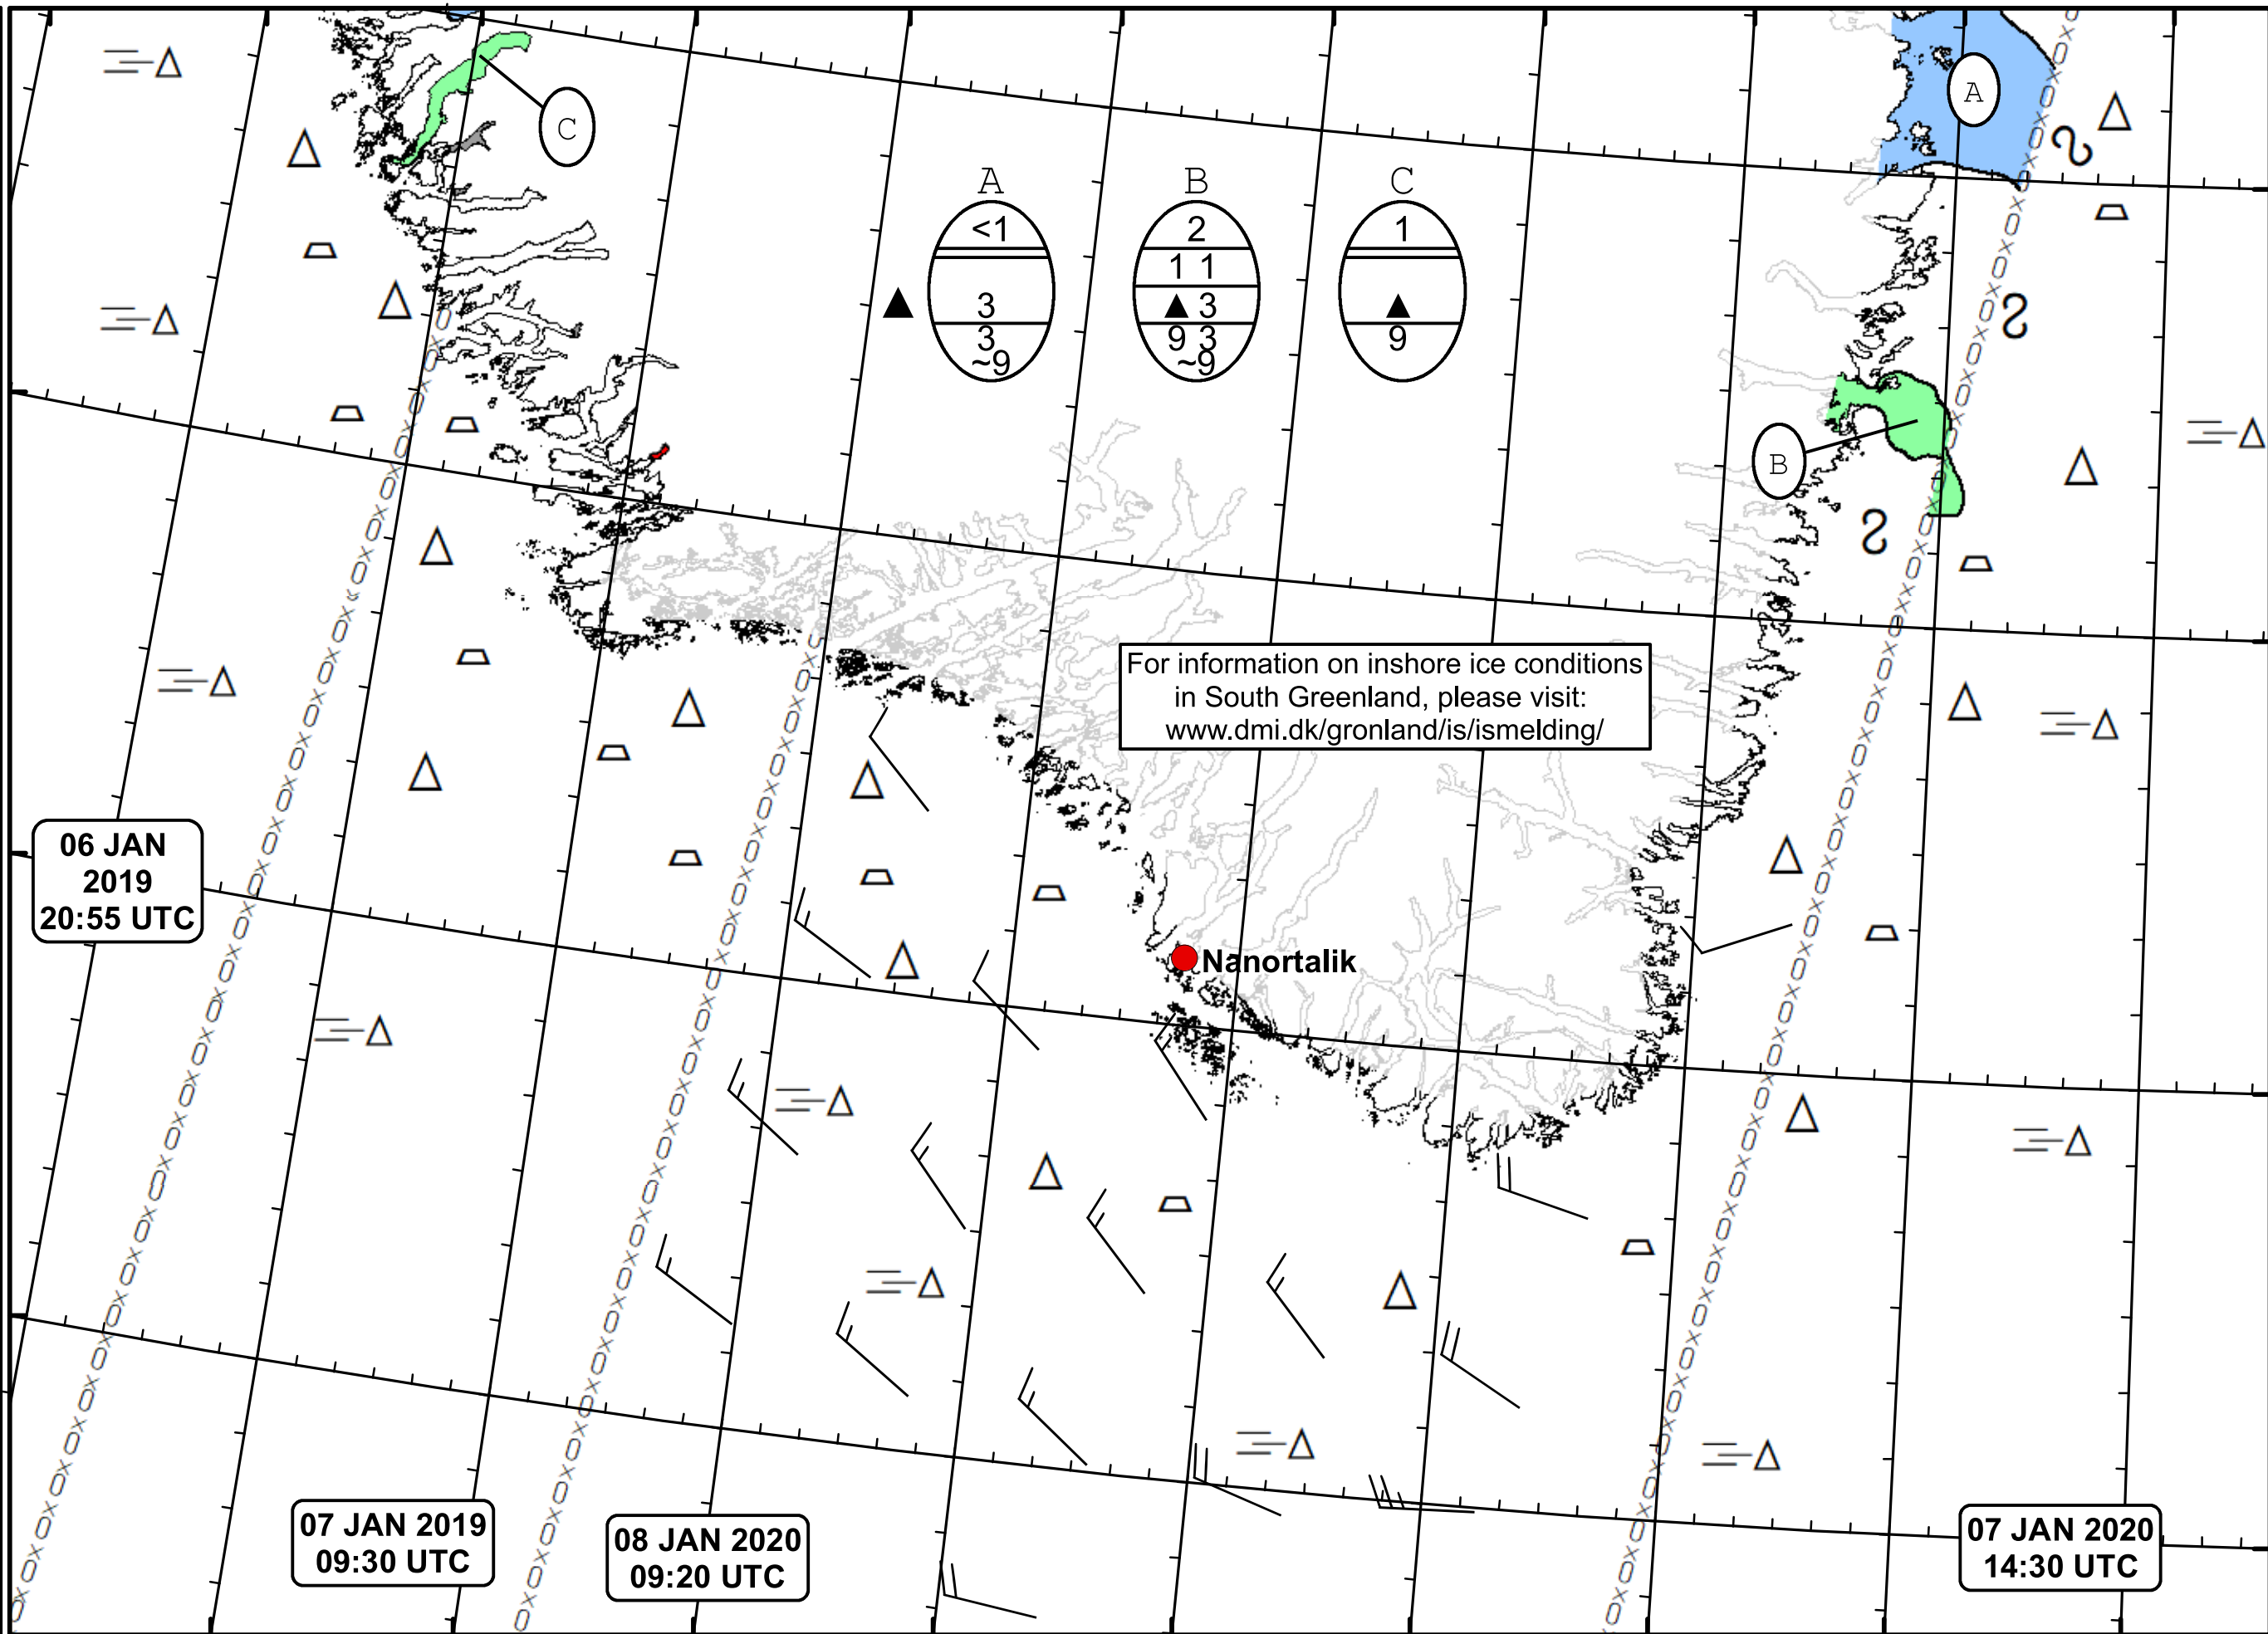 C
A
A
<1
3
3
~9
B
2
1 1
▲ 3
9 3
~9
C
1
▲
9
B
For information on inshore ice conditions
in South Greenland, please visit:
www.dmi.dk/gronland/is/ismelding/
06 JAN
2019
20:55 UTC
Nanortalik
07 JAN 2019
09:30 UTC
08 JAN 2020
09:20 UTC
07 JAN 2020
14:30 UTC